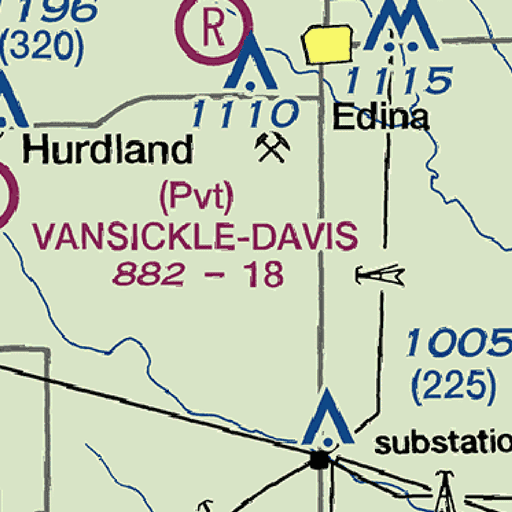 196
(320)
R
1115
1110
Edina
Hurdland
(Pvt)
VANSICKLE-DAVIS
882 - 18
1005
(225)
substatio